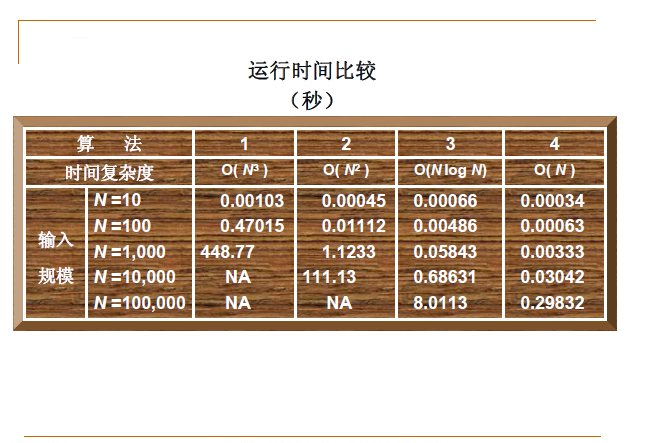 运行时间比较
（秒）
算 法 1 2 3 4
时间复杂度 O( N³ ) O( N² ) O(N log N) O( N )
输入规模
N =10 0.00103 0.00045 0.00066 0.00034
N =100 0.47015 0.01112 0.00486 0.00063
N =1,000 448.77 1.1233 0.05843 0.00333
N =10,000 NA 111.13 0.68631 0.03042
N =100,000 NA NA 8.0113 0.29832